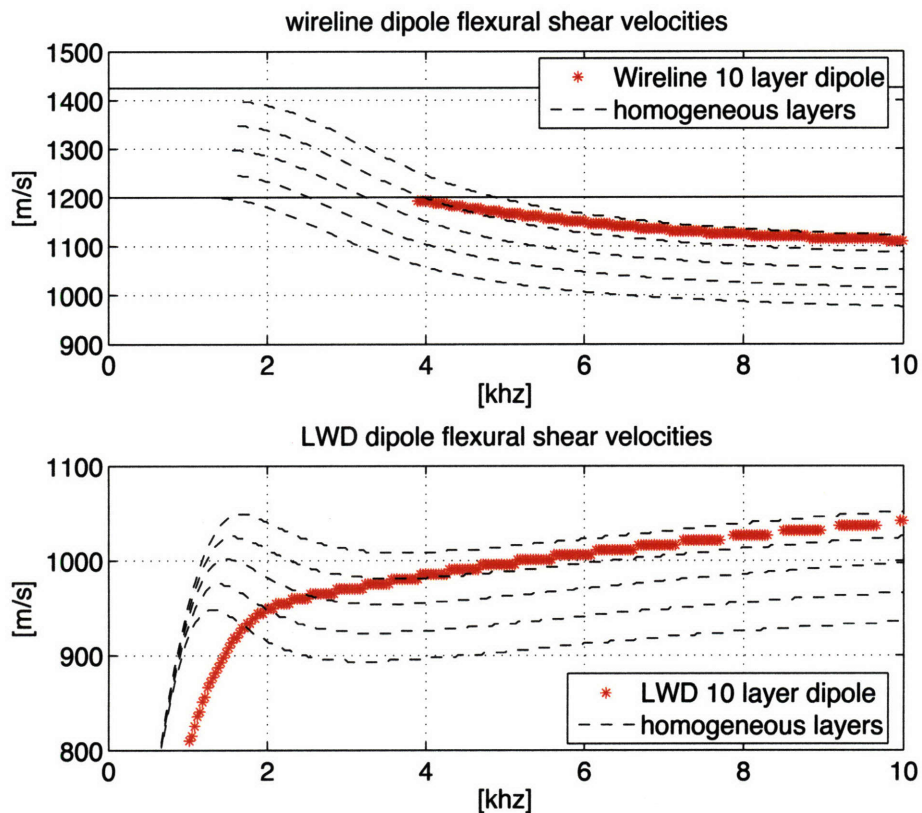 wireline dipole flexural shear velocities
1500
1400
1300
1200
1100
1000
900
[m/s]
Wireline 10 layer dipole
homogeneous layers
0
2
4
6
8
10
[khz]
LWD dipole flexural shear velocities
1100
1000
900
800
[m/s]
LWD 10 layer dipole
homogeneous layers
0
2
4
6
8
10
[khz]